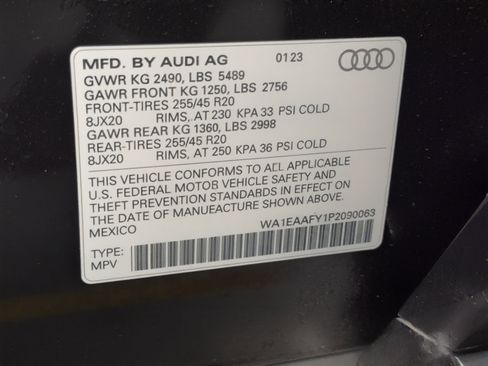 MFD. BY AUDI AG 0123
GVWR KG 2490, LBS 5489
GAWR FRONT KG 1250, LBS 2756
FRONT-TIRES 255/45 R20
8JX20 RIMS, AT 230 KPA 33 PSI COLD
GAWR REAR KG 1360, LBS 2998
REAR-TIRES 255/45 R20
8JX20 RIMS, AT 250 KPA 36 PSI COLD
THIS VEHICLE CONFORMS TO ALL APPLICABLE
U.S. FEDERAL MOTOR VEHICLE SAFETY AND
THEFT PREVENTION STANDARDS IN EFFECT ON
THE DATE OF MANUFACTURE SHOWN ABOVE.
MEXICO WA1EAAFY1P2090063
TYPE:
MPV